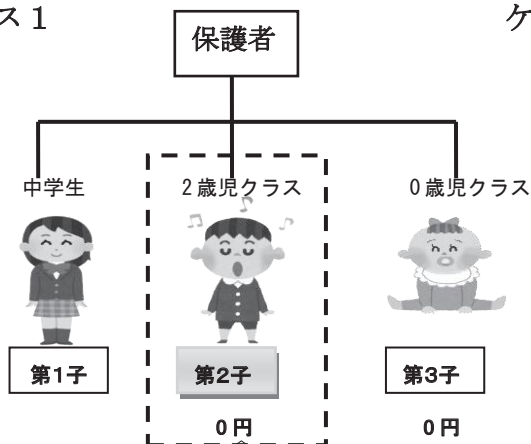 ス１
ケ
保護者
中学生
２歳児クラス
０歳児クラス
第1子
第2子
第3子
０円
０円